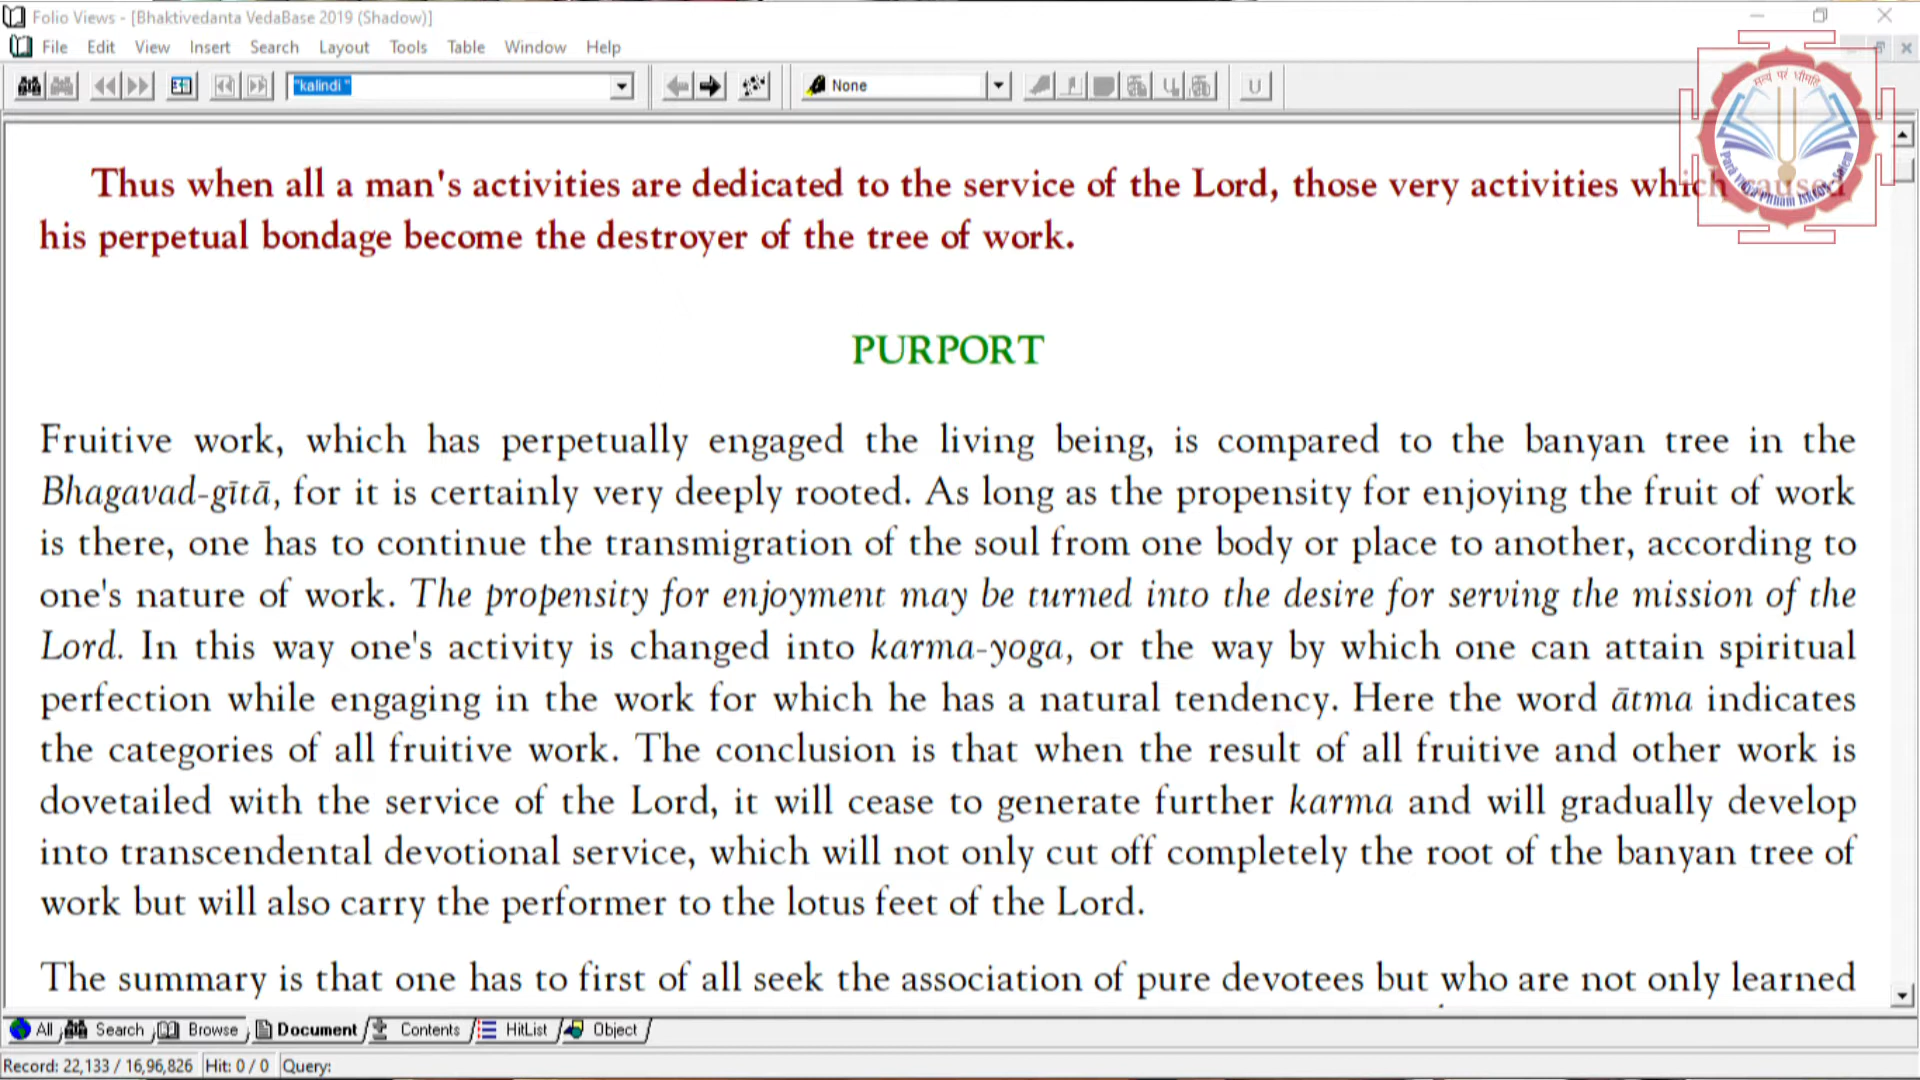 Folio Views - [Bhaktivedanta VedaBase 2019 (Shadow)]
File Edit View Insert Search Layout Tools Table Window Help
"kalindi "
None
U
सत्यं परं धीमहि
Thus when all a man's activities are dedicated to the service of the Lord, those very activities which caused
his perpetual bondage become the destroyer of the tree of work.
PURPORT
Fruitive work, which has perpetually engaged the living being, is compared to the banyan tree in the
Bhagavad-gītā, for it is certainly very deeply rooted. As long as the propensity for enjoying the fruit of work
is there, one has to continue the transmigration of the soul from one body or place to another, according to
one's nature of work. The propensity for enjoyment may be turned into the desire for serving the mission of the
Lord. In this way one's activity is changed into karma-yoga, or the way by which one can attain spiritual
perfection while engaging in the work for which he has a natural tendency. Here the word ātma indicates
the categories of all fruitive work. The conclusion is that when the result of all fruitive and other work is
dovetailed with the service of the Lord, it will cease to generate further karma and will gradually develop
into transcendental devotional service, which will not only cut off completely the root of the banyan tree of
work but will also carry the performer to the lotus feet of the Lord.
The summary is that one has to first of all seek the association of pure devotees but who are not only learned
All Search Browse Document Contents HitList Object
Record: 22,133 / 16,96,826 Hit: 0 / 0 Query: